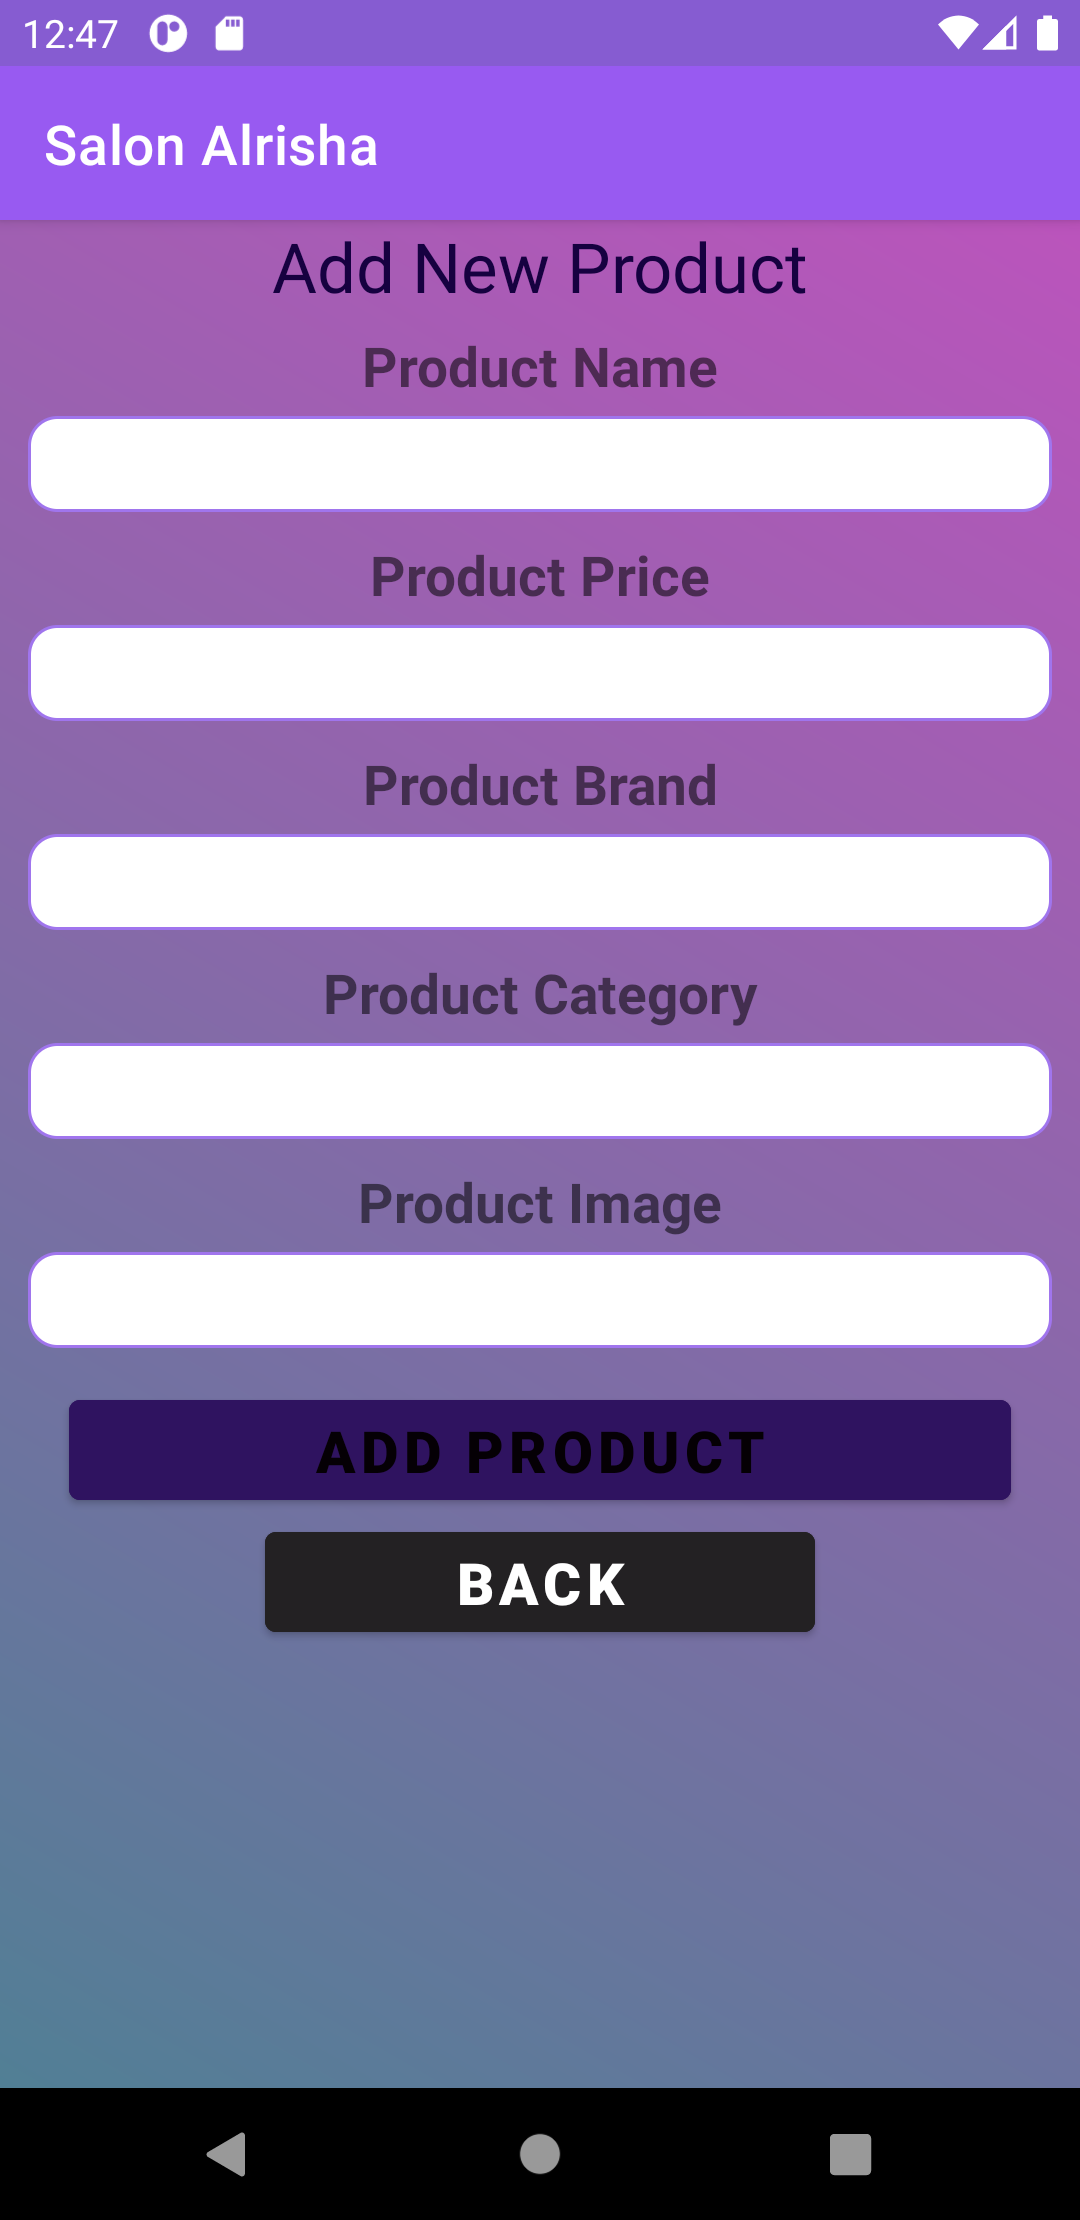 12:47
Salon Alrisha
Add New Product
Product Name
Product Price
Product Brand
Product Category
Product Image
ADD PRODUCT
BACK